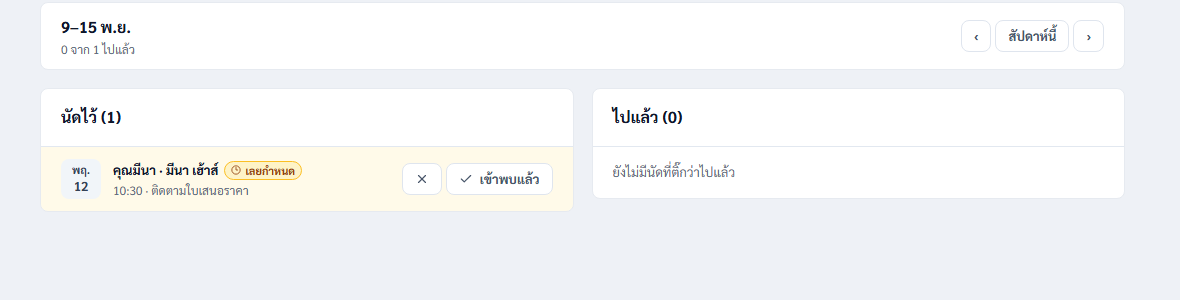 9–15 พ.ย.
0 จาก 1 ไปแล้ว
‹ สัปดาห์นี้ ›
นัดไว้ (1)
พฤ. 12
คุณมีนา · มีนา เฮ้าส์ เลยกำหนด
10:30 · ติดตามใบเสนอราคา
เข้าพบแล้ว
ไปแล้ว (0)
ยังไม่มีนัดที่ติ๊กว่าไปแล้ว